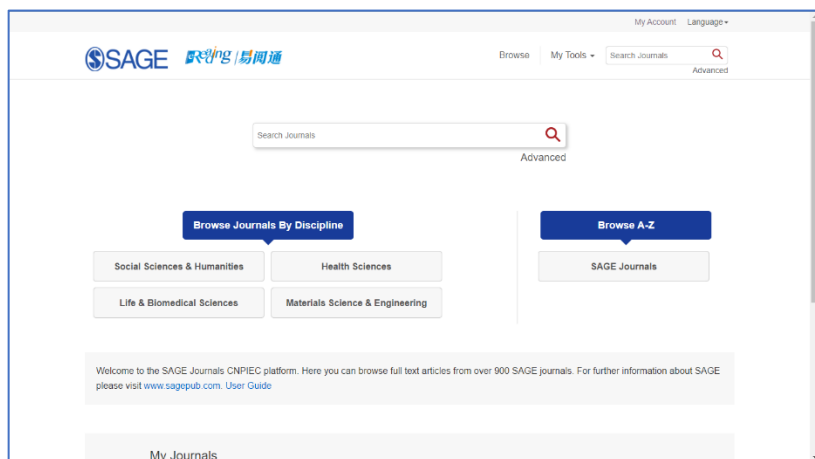 My Account Language
SAGE eReading 易阅通
Browse My Tools Search Journals
Advanced
Search Journals
Advanced
Browse Journals By Discipline
Browse A-Z
Social Sciences & Humanities
Health Sciences
SAGE Journals
Life & Biomedical Sciences
Materials Science & Engineering
Welcome to the SAGE Journals CNPIEC platform. Here you can browse full text articles from over 900 SAGE journals. For further information about SAGE
please visit www.sagepub.com. User Guide
My Journals